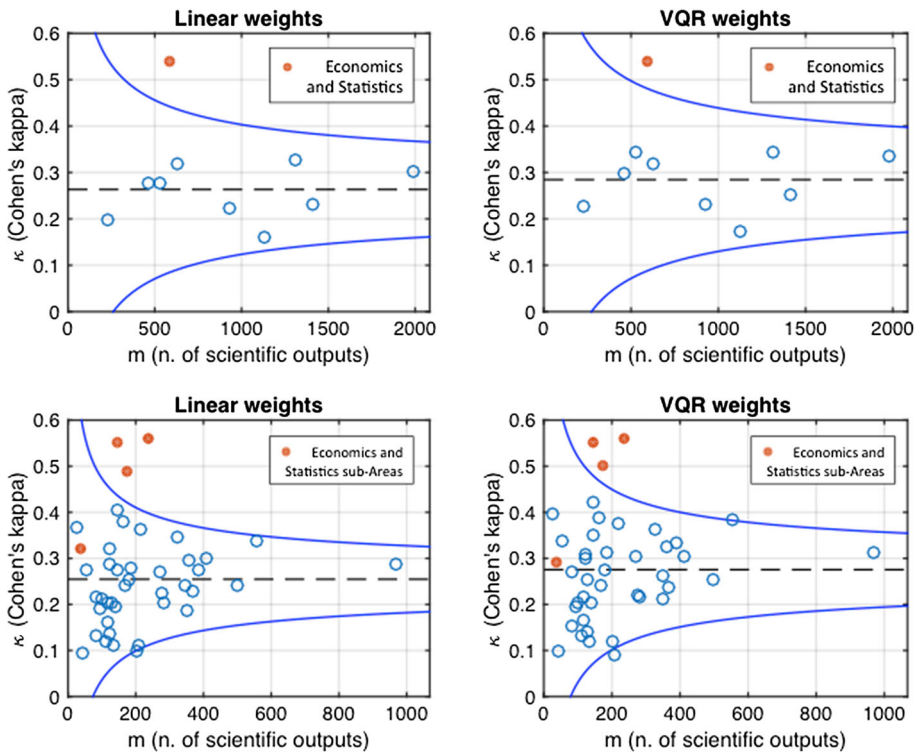 Linear weights
0.6
0.5
0.4
0.3
0.2
0.1
0
κ (Cohen's kappa)
Economics
and Statistics
0 500 1000 1500 2000
m (n. of scientific outputs)
VQR weights
0.6
0.5
0.4
0.3
0.2
0.1
0
κ (Cohen's kappa)
Economics
and Statistics
0 500 1000 1500 2000
m (n. of scientific outputs)
Linear weights
0.6
0.5
0.4
0.3
0.2
0.1
0
κ (Cohen's kappa)
Economics and
Statistics sub-Areas
0 200 400 600 800 1000
m (n. of scientific outputs)
VQR weights
0.6
0.5
0.4
0.3
0.2
0.1
0
κ (Cohen's kappa)
Economics and
Statistics sub-Areas
0 200 400 600 800 1000
m (n. of scientific outputs)